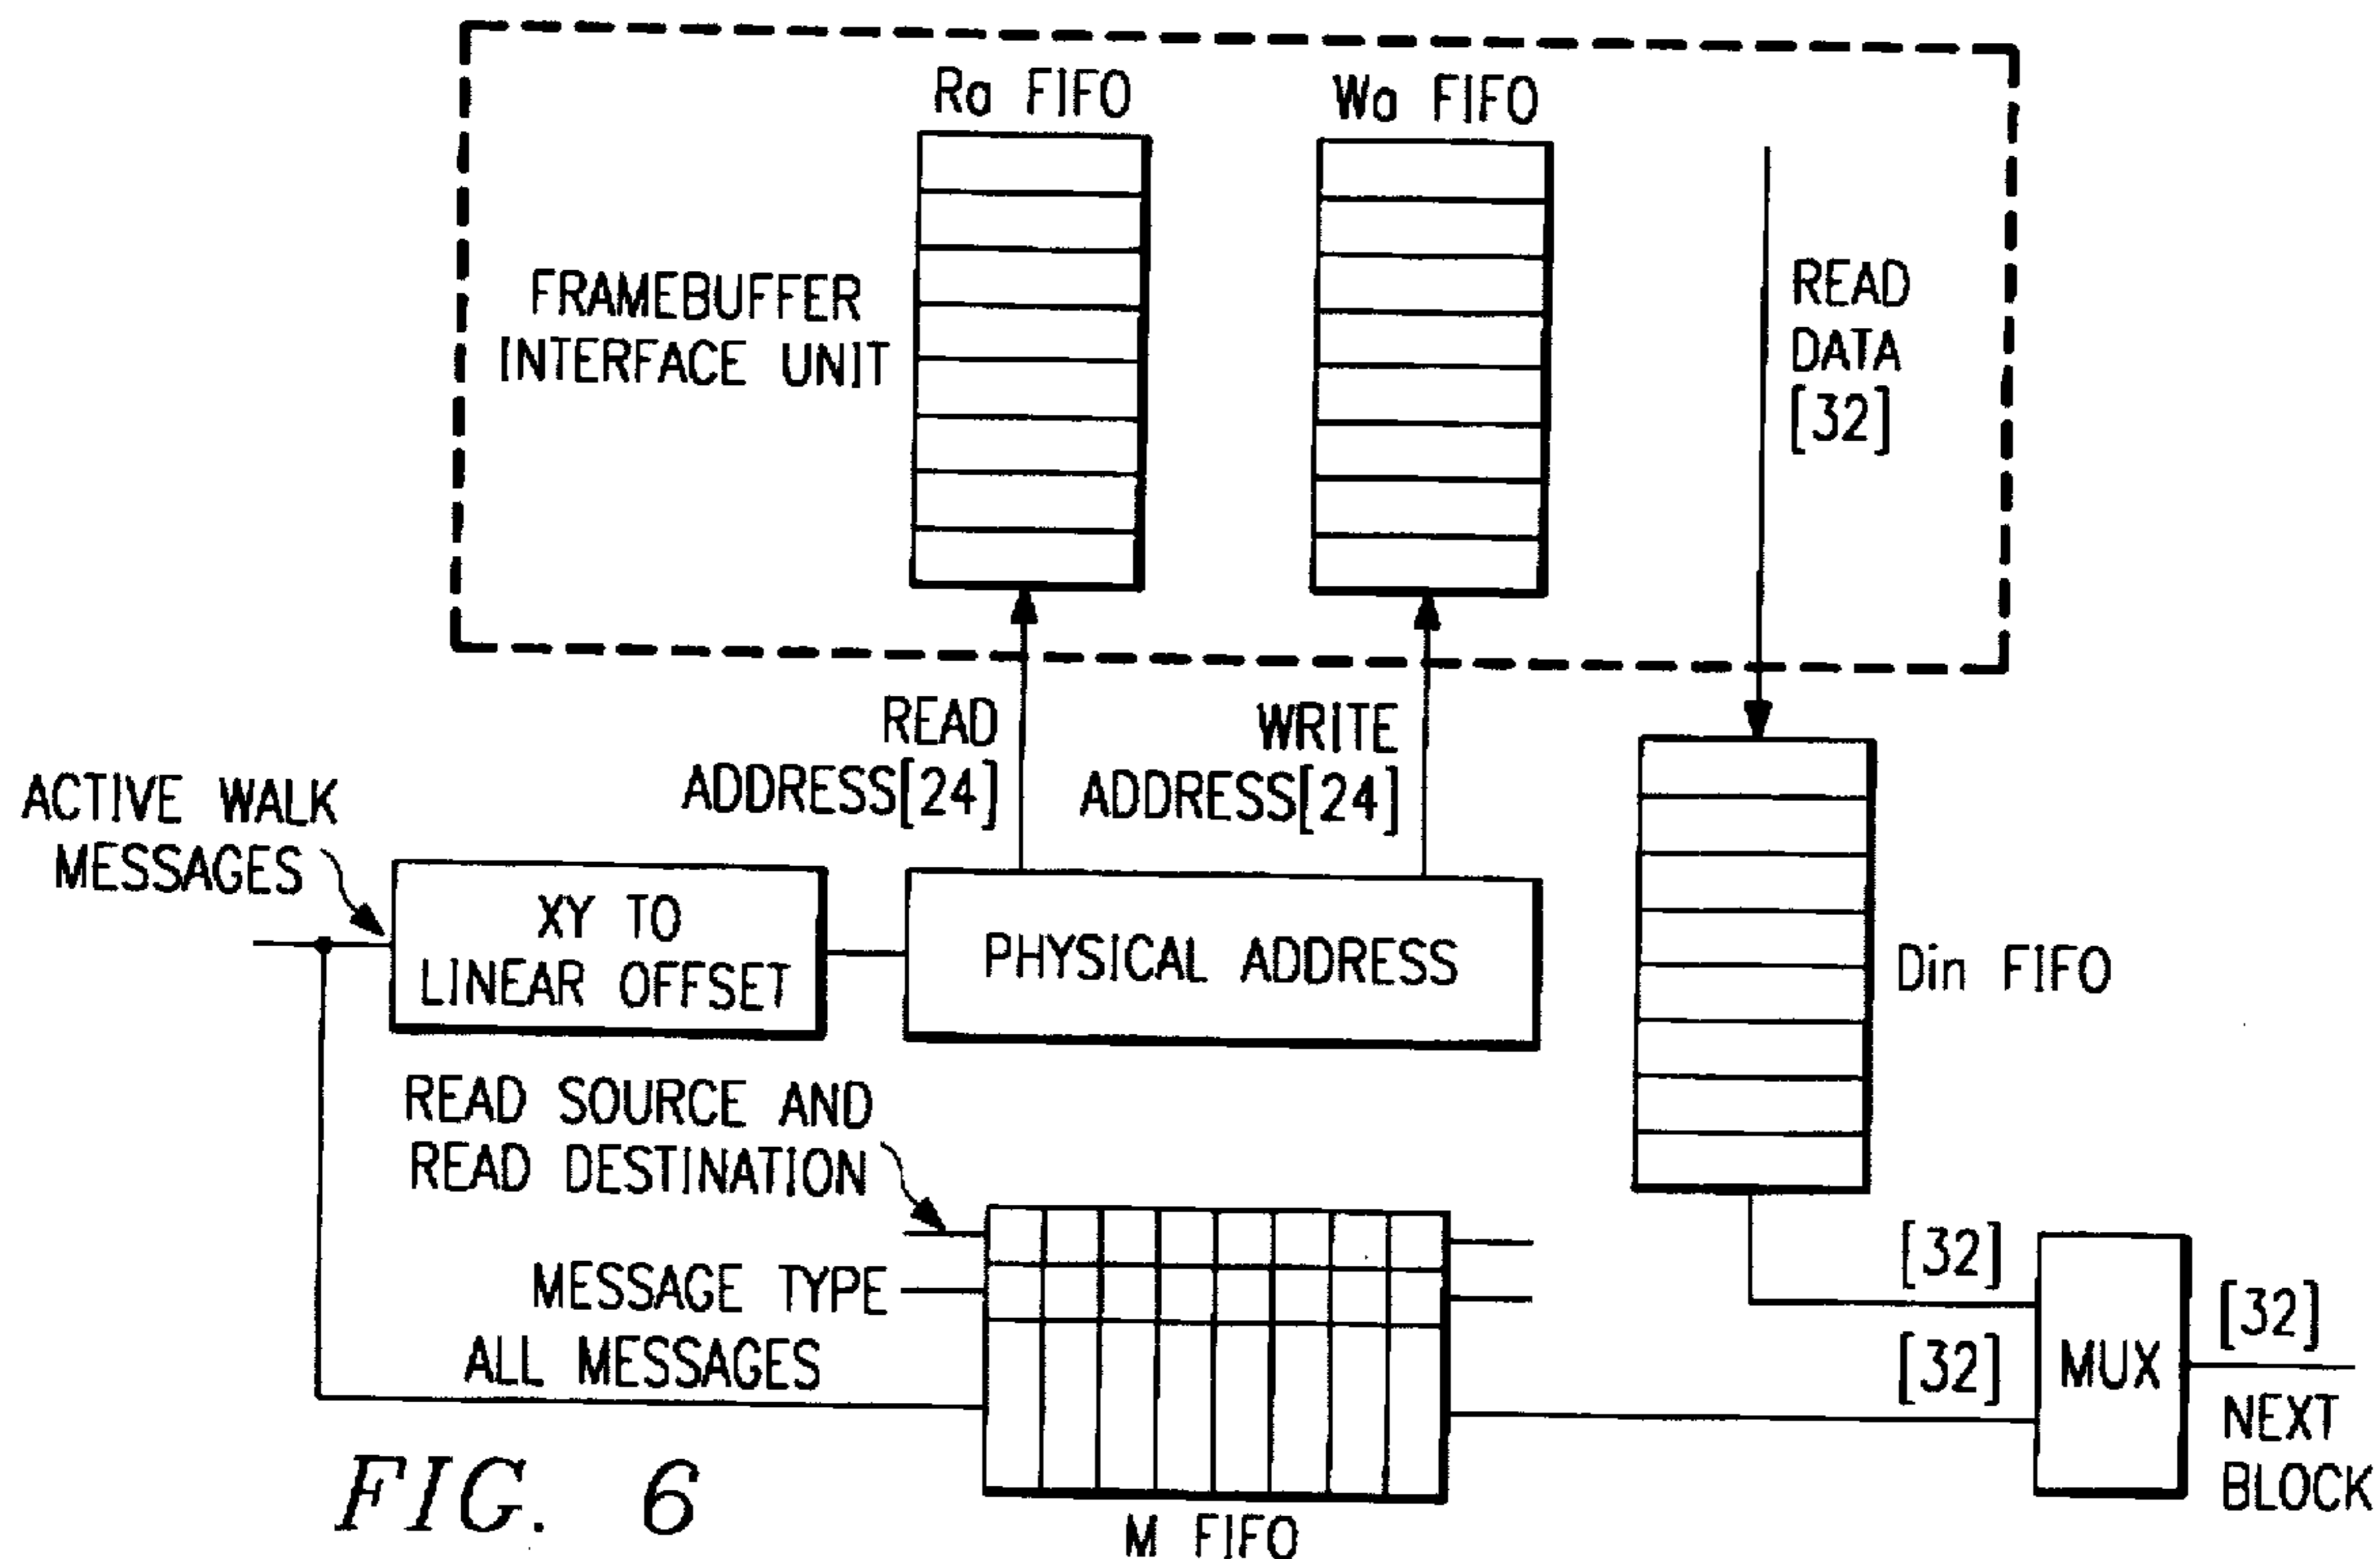 Ra FIFO
Wa FIFO
FRAMEBUFFER
INTERFACE UNIT
READ
DATA
[32]
READ
ADDRESS[24]
WRITE
ADDRESS[24]
ACTIVE WALK
MESSAGES
XY TO
LINEAR OFFSET
PHYSICAL ADDRESS
Din FIFO
READ SOURCE AND
READ DESTINATION
MESSAGE TYPE
ALL MESSAGES
[32]
[32]
MUX
[32]
NEXT
BLOCK
M FIFO
FIG. 6